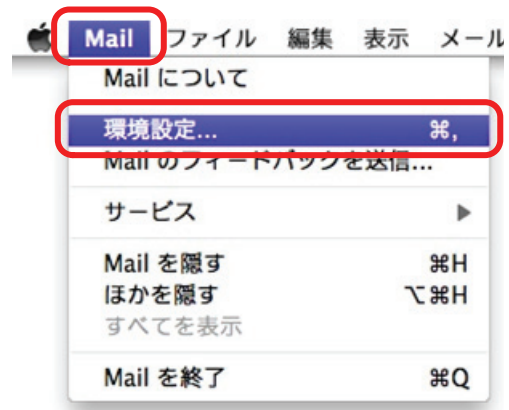 Mail ファイル 編集 表示 メール
Mail について
環境設定... ⌘,
Mail のフィードバックを送信...
サービス ▶
Mail を隠す ⌘H
ほかを隠す ⌥⌘H
すべてを表示
Mail を終了 ⌘Q